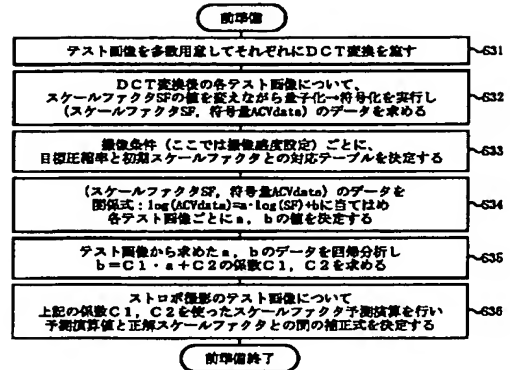 前準備
テスト画像を多数用意してそれぞれにDCT変換を施す
S31
DCT変換後の各テスト画像について、
スケールファクタSFの値を変えながら量子化→符号化を実行し
(スケールファクタSF, 符号量ACVdata) のデータを求める
S32
撮像条件 (ここでは撮像感度設定) ごとに、
目標圧縮率と初期スケールファクタとの対応テーブルを決定する
S33
(スケールファクタSF, 符号量ACVdata) のデータを
関係式：log(ACVdata)=a・log(SF)+bに当てはめ
各テスト画像ごとにa, bの値を決定する
S34
テスト画像から求めたa, bのデータを回帰分析し
b=C1・a+C2の係数C1, C2を求める
S35
ストロボ撮影のテスト画像について
上記の係数C1, C2を使ったスケールファクタ予測演算を行い
予測演算値と正解スケールファクタとの間の補正式を決定する
S36
前準備終了